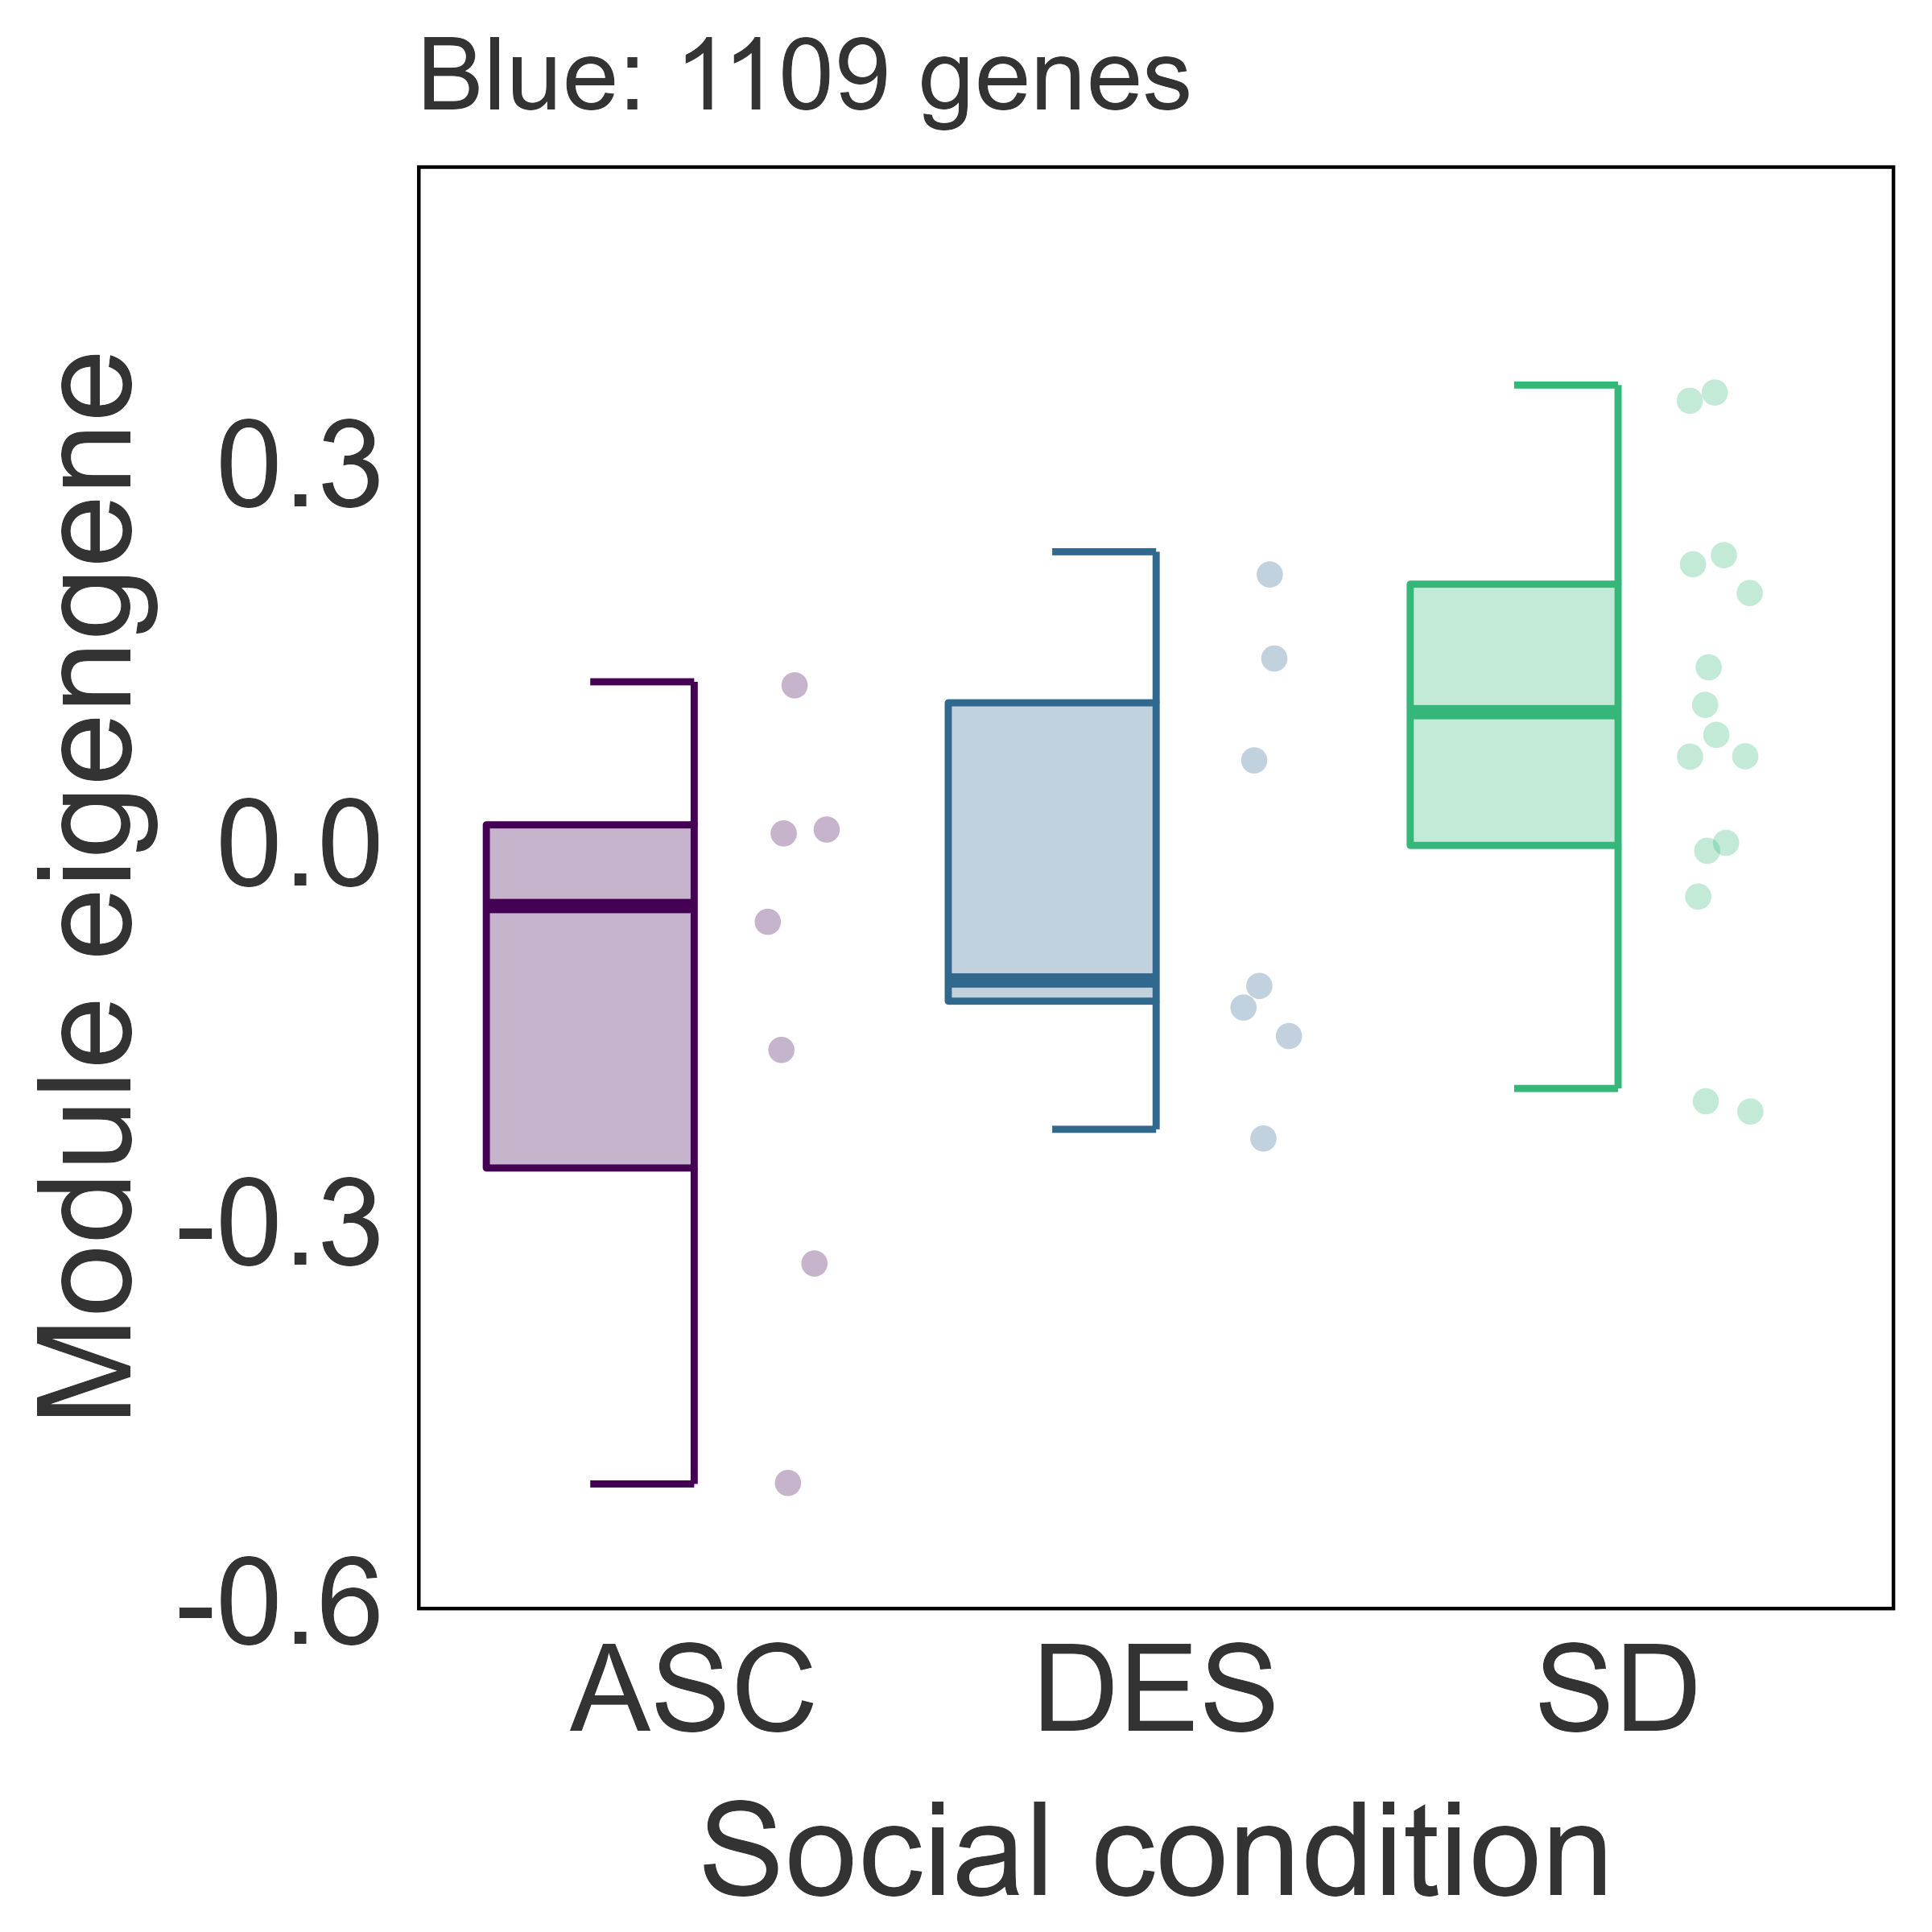 Blue: 1109 genes
Module eigengene
0.3
0.0
-0.3
-0.6
ASC DES SD
Social condition